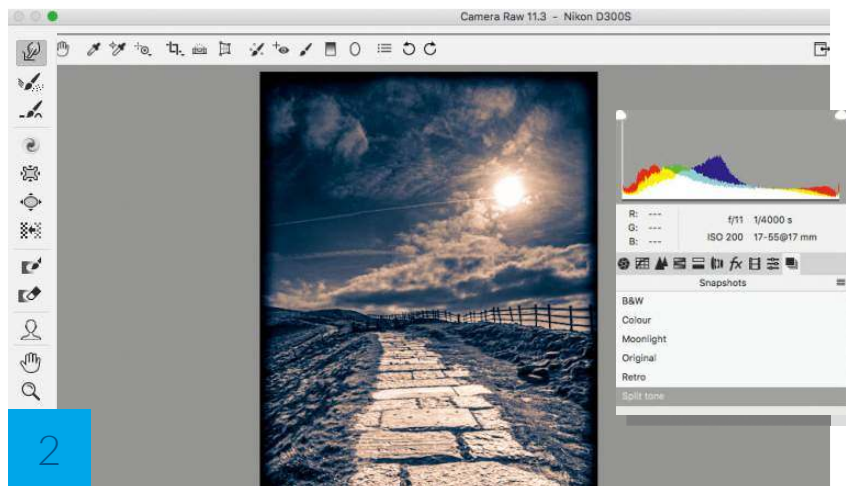 Camera Raw 11.3 - Nikon D300S
R: ---
G: ---
B: ---
f/11 1/4000 s
ISO 200 17-55@17 mm
fx
Snapshots
B&W
Colour
Moonlight
Original
Retro
Split tone
2